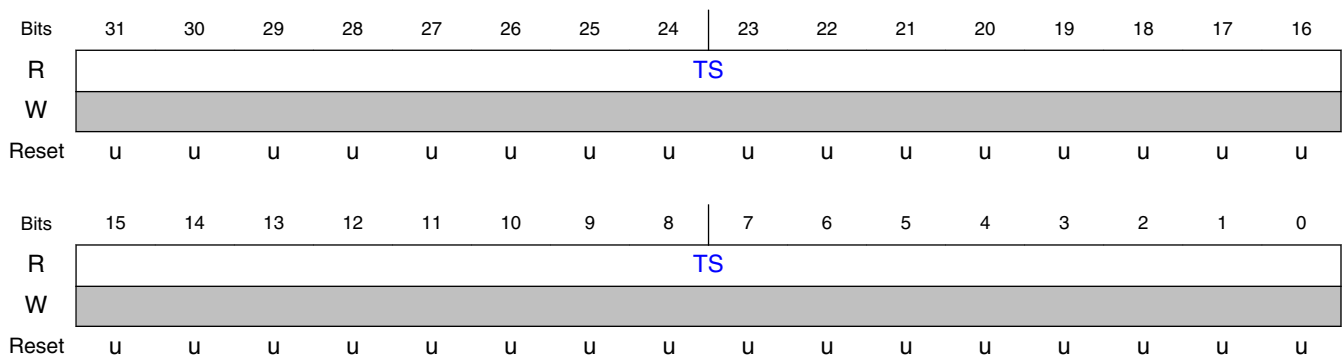 Bits 31 30 29 28 27 26 25 24 23 22 21 20 19 18 17 16
R TS
W
Reset u u u u u u u u u u u u u u u u
Bits 15 14 13 12 11 10 9 8 7 6 5 4 3 2 1 0
R TS
W
Reset u u u u u u u u u u u u u u u u